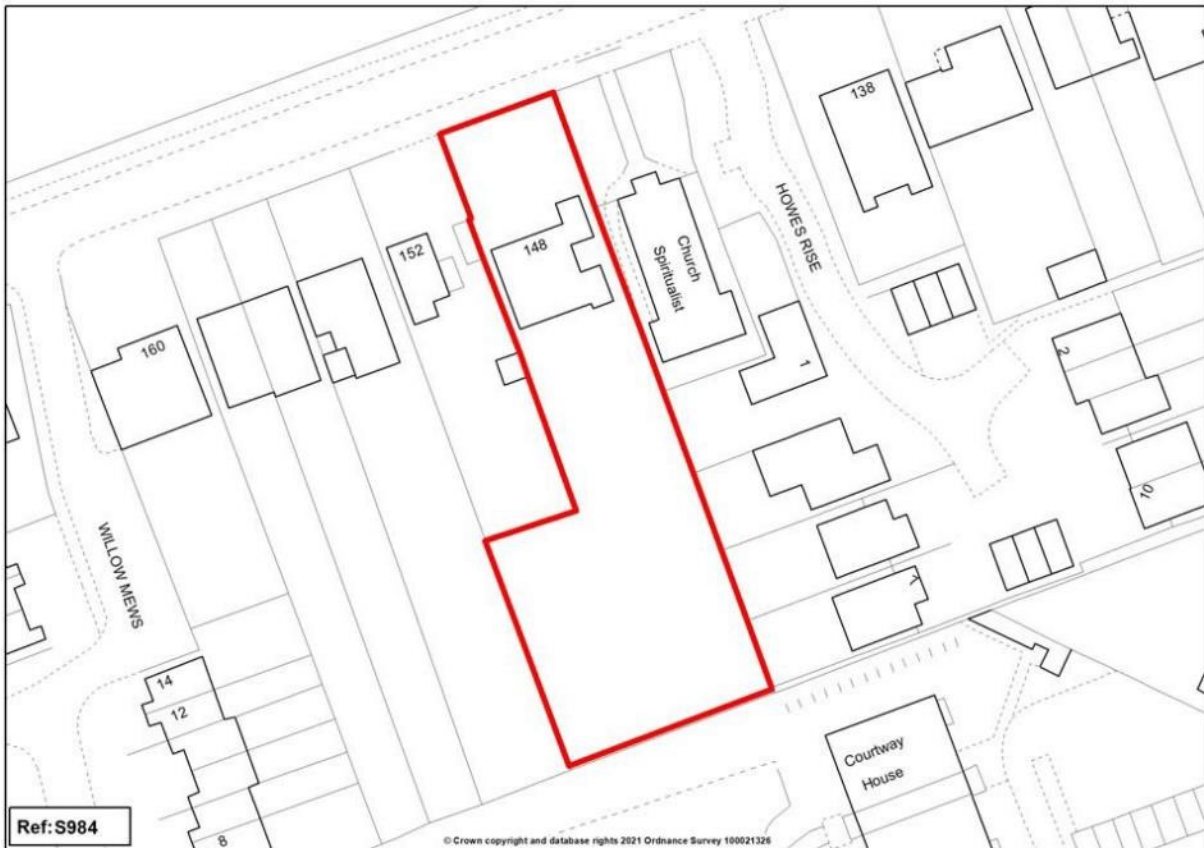 138
HOWES RISE
148
152
Church
Spiritualist
160
1
2
10
WILLOW MEWS
7
14
12
8
Courtway
House
Ref:S984
© Crown copyright and database rights 2021 Ordnance Survey 100021326